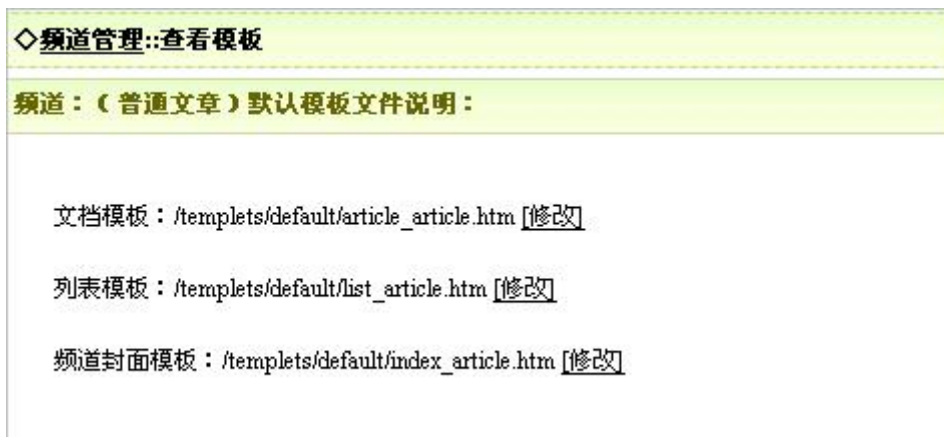 ◇频道管理::查看模板
频道：（普通文章）默认模板文件说明：
文档模板：/templets/default/article_article.htm [修改]
列表模板：/templets/default/list_article.htm [修改]
频道封面模板：/templets/default/index_article.htm [修改]